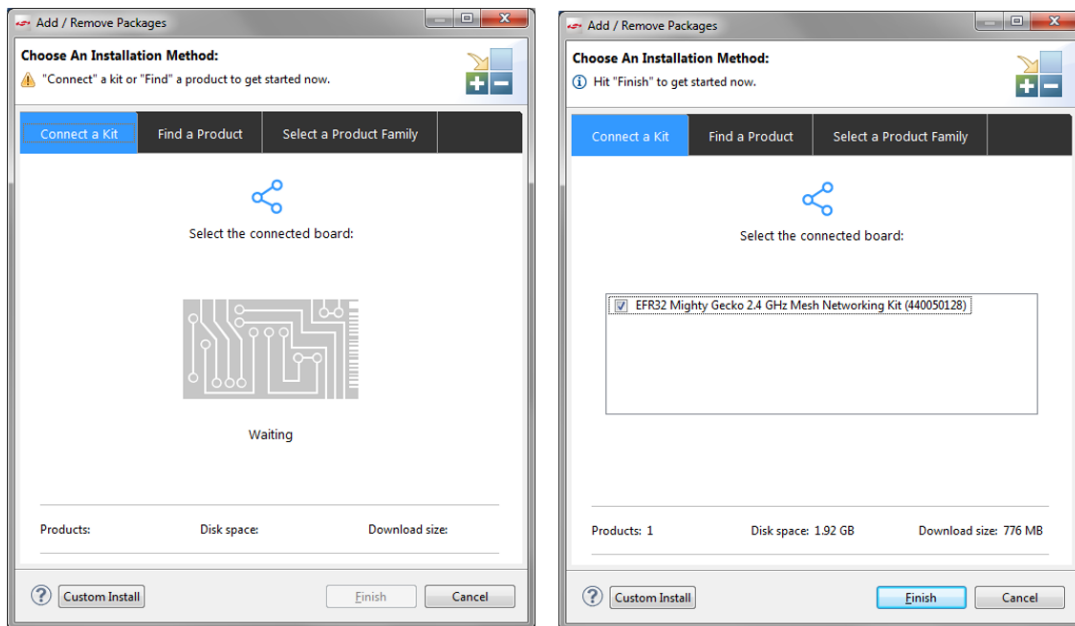 Add / Remove Packages
Choose An Installation Method:
"Connect" a kit or "Find" a product to get started now.
Connect a Kit Find a Product Select a Product Family
Select the connected board:
Waiting
Products: Disk space: Download size:
Custom Install Finish Cancel
Add / Remove Packages
Choose An Installation Method:
Hit "Finish" to get started now.
Connect a Kit Find a Product Select a Product Family
Select the connected board:
EFR32 Mighty Gecko 2.4 GHz Mesh Networking Kit (440050128)
Products: 1 Disk space: 1.92 GB Download size: 776 MB
Custom Install Finish Cancel